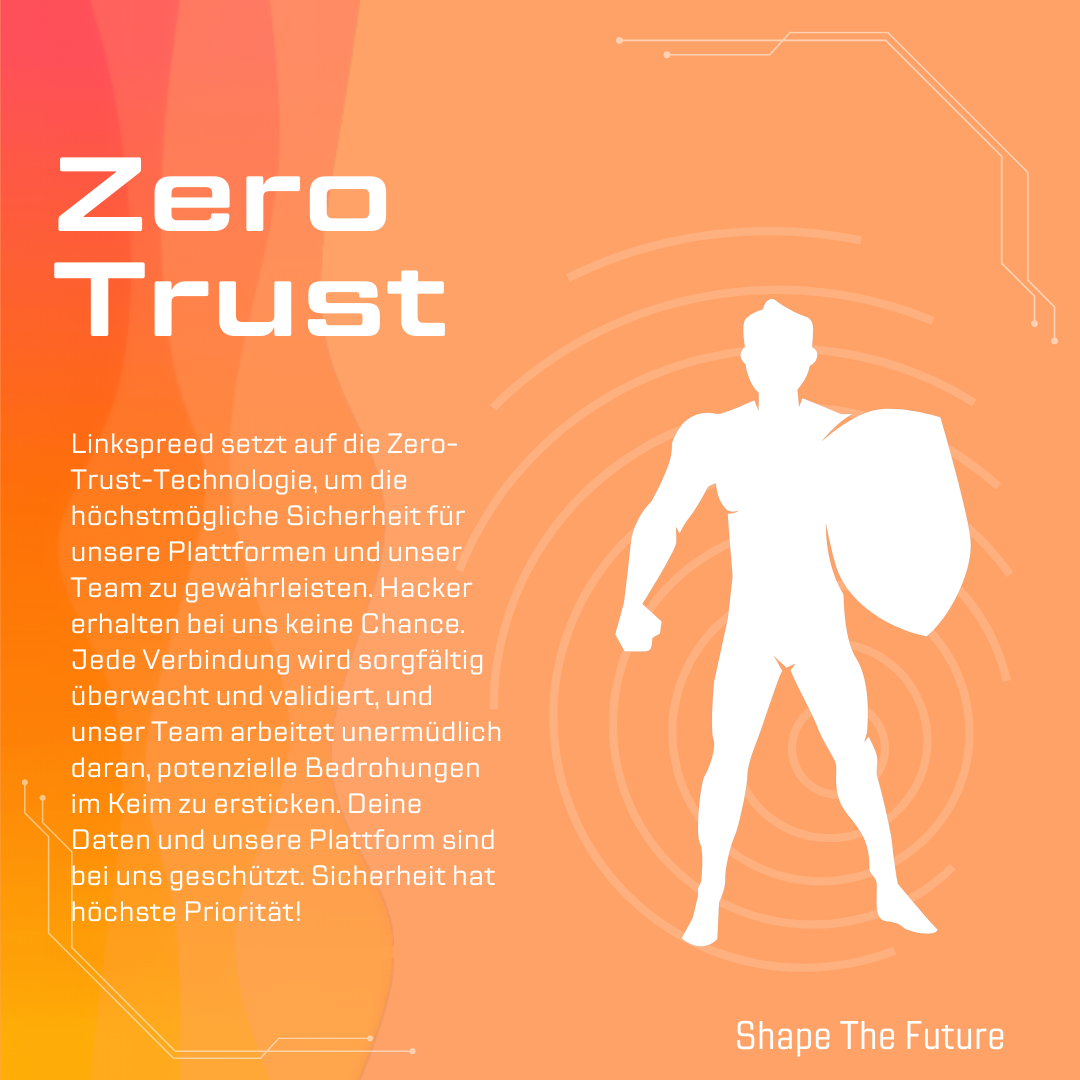 Zero
Trust
Linkspreed setzt auf die Zero-
Trust-Technologie, um die
höchstmögliche Sicherheit für
unsere Plattformen und unser
Team zu gewährleisten. Hacker
erhalten bei uns keine Chance.
Jede Verbindung wird sorgfältig
überwacht und validiert, und
unser Team arbeitet unermüdlich
daran, potenzielle Bedrohungen
im Keim zu ersticken. Deine
Daten und unsere Plattform sind
bei uns geschützt. Sicherheit hat
höchste Priorität!
Shape The Future